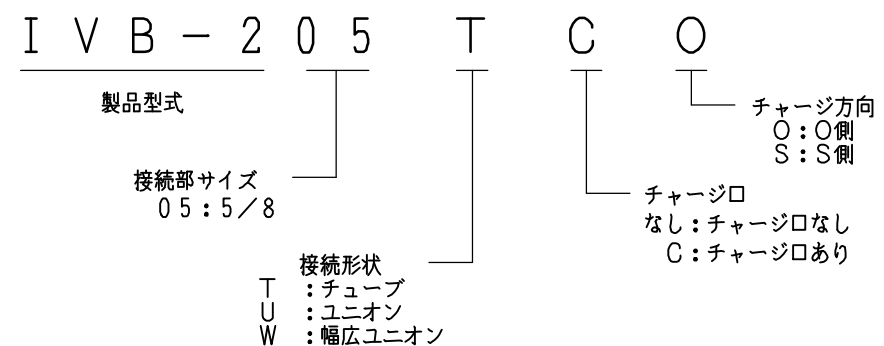 IVB-205TCO
製品型式
チャージ方向
O:O側
S:S側
接続部サイズ
05:5/8
チャージ口
なし:チャージ口なし
C:チャージ口あり
接続形状
T :チューブ
U :ユニオン
W :幅広ユニオン